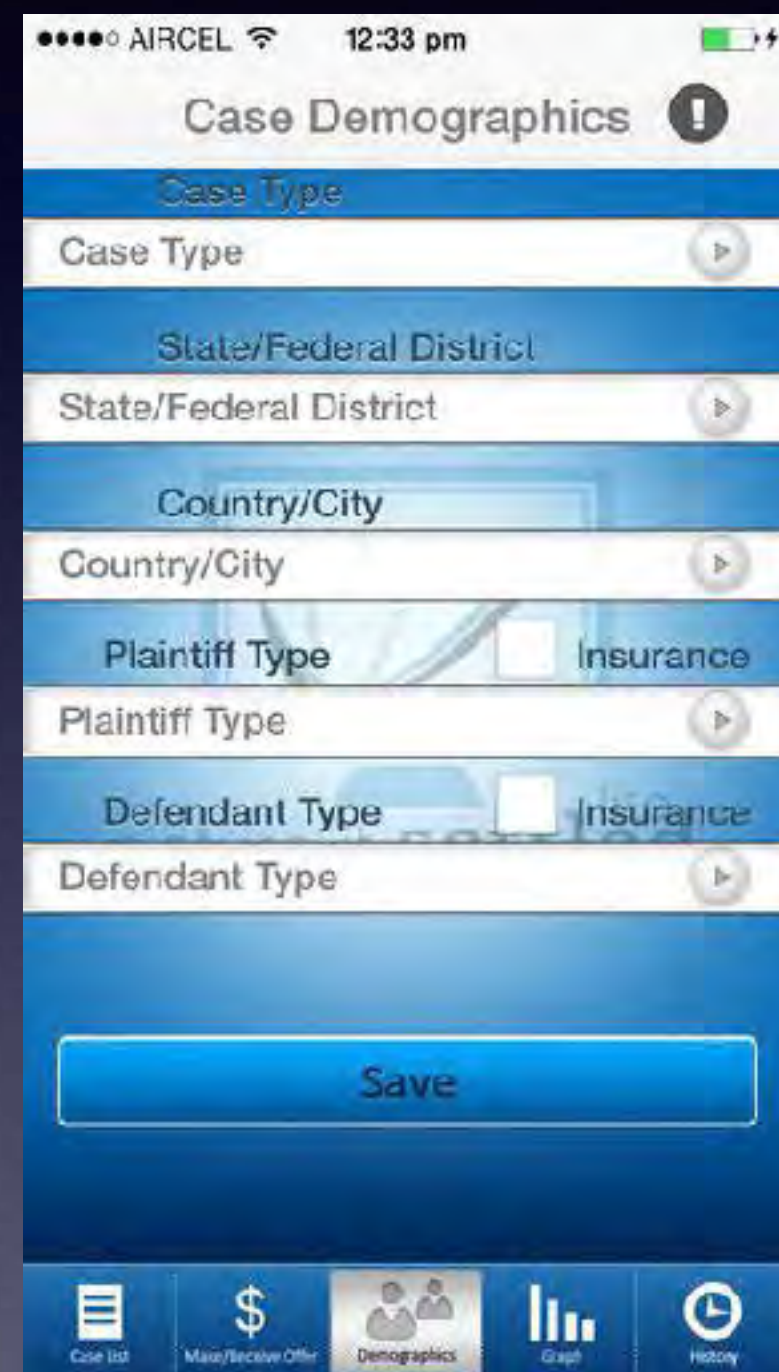 AIRCEL 12:33 pm
Case Demographics !
Case Type
Case Type
State/Federal District
State/Federal District
Country/City
Country/City
Plaintiff Type Insurance
Plaintiff Type
Defendant Type Insurance
Defendant Type
Save
$
Case list Make/Receive Offer Demographics Graph History